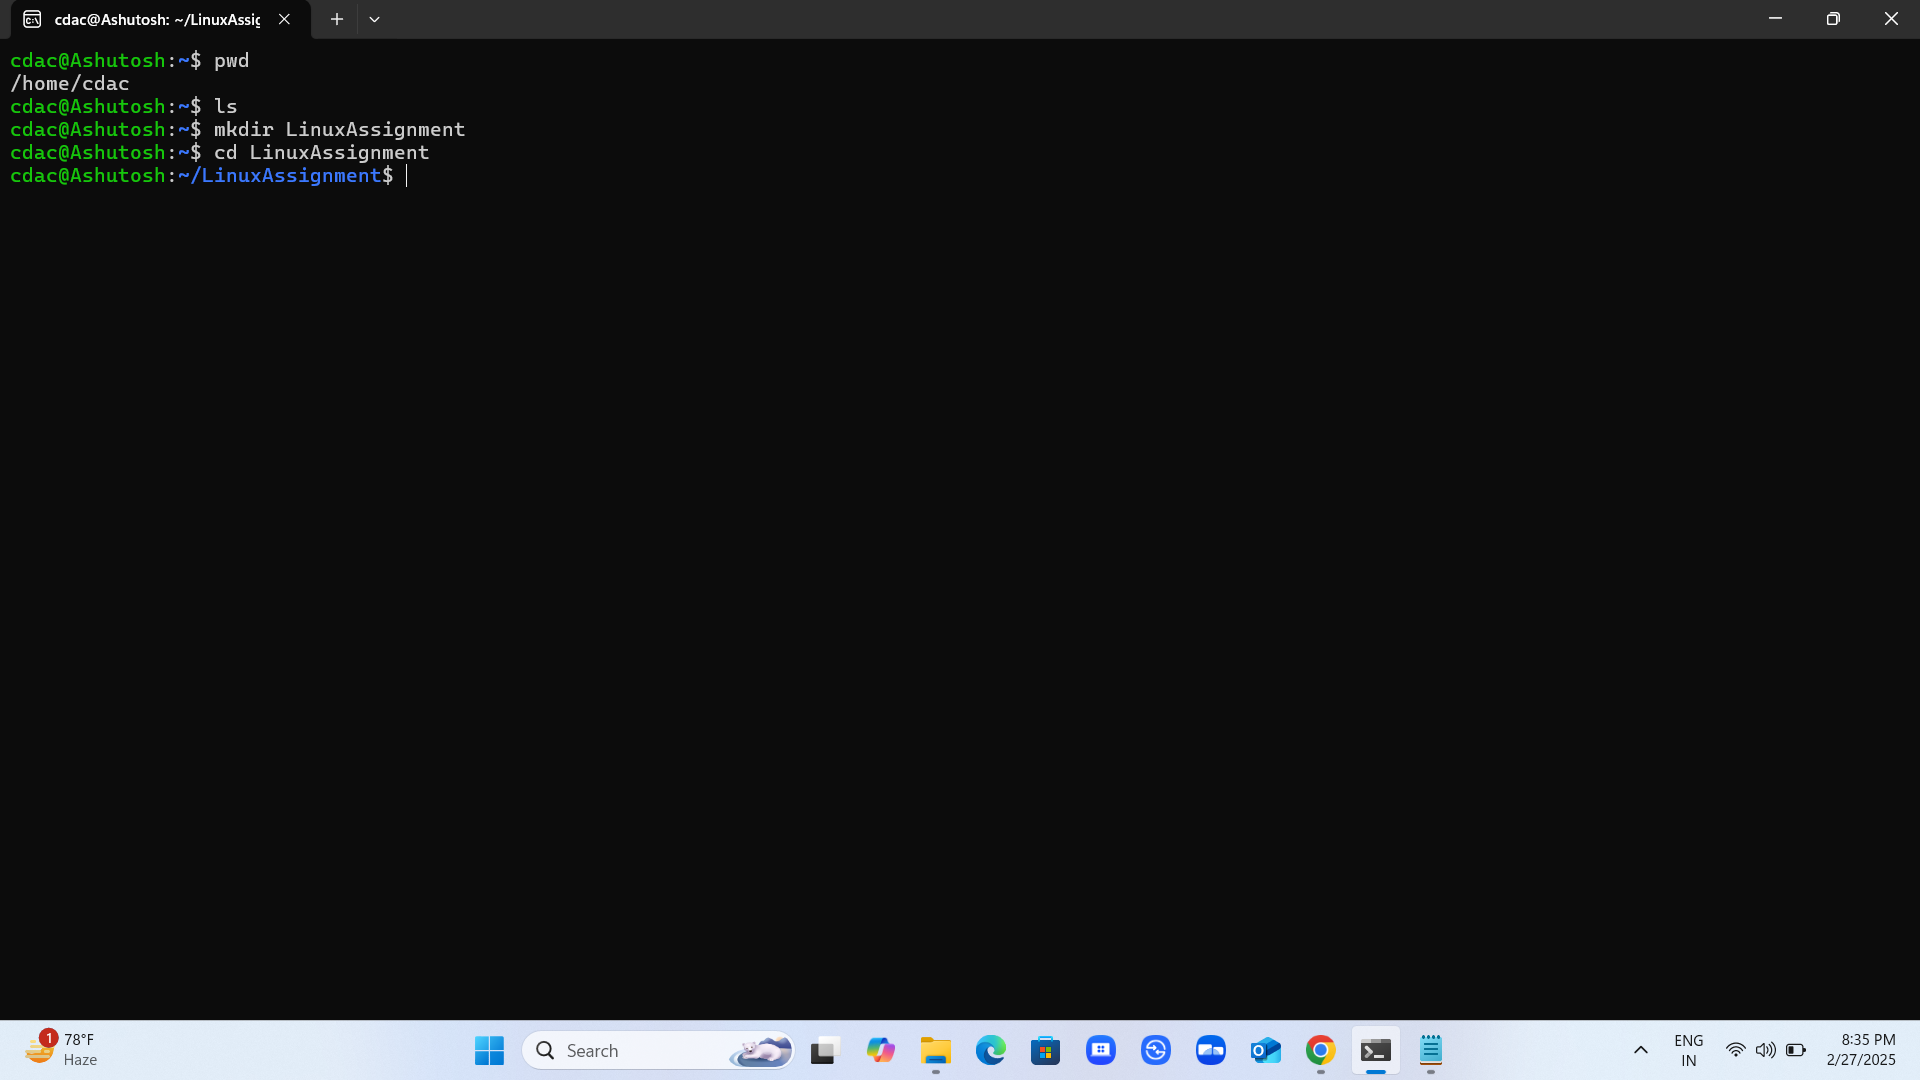 cdac@Ashutosh: ~/LinuxAssig
cdac@Ashutosh:~$ pwd
/home/cdac
cdac@Ashutosh:~$ ls
cdac@Ashutosh:~$ mkdir LinuxAssignment
cdac@Ashutosh:~$ cd LinuxAssignment
cdac@Ashutosh:~/LinuxAssignment$
1
78°F
Haze
Search
ENG
IN
8:35 PM
2/27/2025